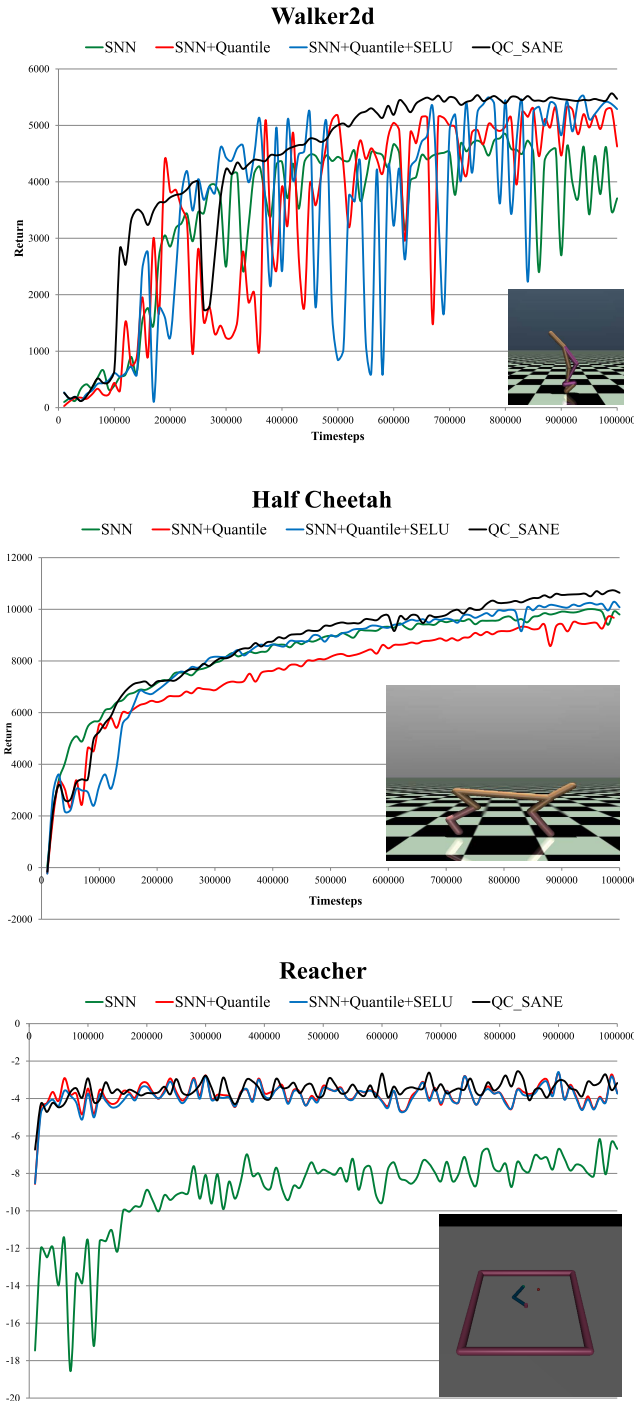 Walker2d
SNN SNN+Quantile SNN+Quantile+SELU QC_SANE
6000
5000
4000
3000
2000
1000
0
Return
0 100000 200000 300000 400000 500000 600000 700000 800000 900000 1000000
Timesteps
Half Cheetah
SNN SNN+Quantile SNN+Quantile+SELU QC_SANE
12000
10000
8000
6000
4000
2000
0
-2000
Return
0 100000 200000 300000 400000 500000 600000 700000 800000 900000 1000000
Timesteps
Reacher
SNN SNN+Quantile SNN+Quantile+SELU QC_SANE
0 100000 200000 300000 400000 500000 600000 700000 800000 900000 1000000
0
-2
-4
-6
-8
-10
-12
-14
-16
-18
-20